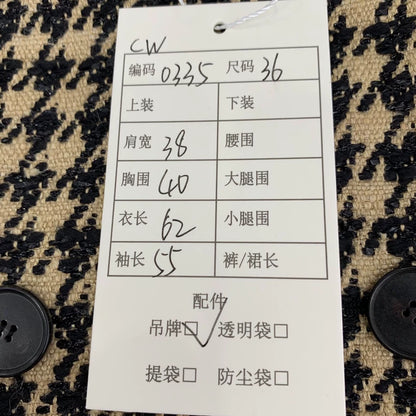 CW
编码 0335 尺码 36
上装 下装
肩宽 38 腰围
胸围 40 大腿围
衣长 62 小腿围
袖长 55 裤/裙长
配件
吊牌☑ 透明袋□
提袋□ 防尘袋□